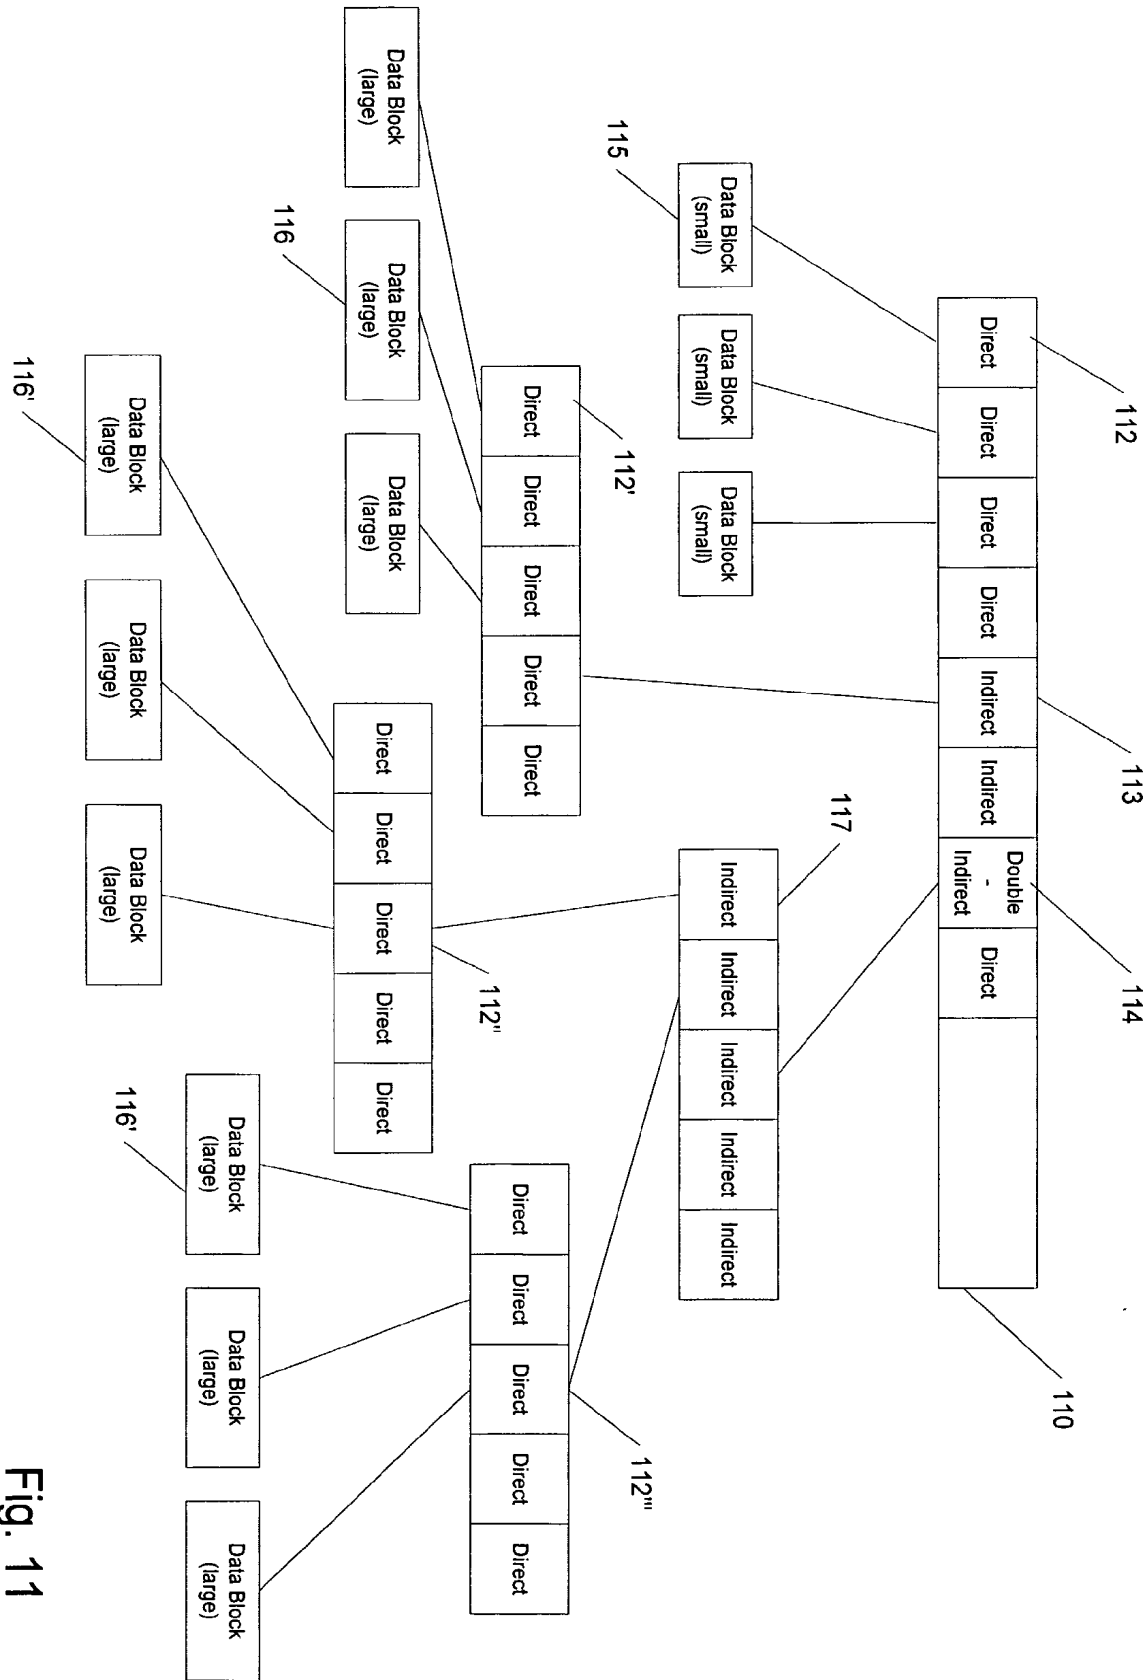 112
113
114
110
Direct
Direct
Direct
Direct
Indirect
Indirect
Double
-
Indirect
Direct
115
Data Block
(small)
Data Block
(small)
Data Block
(small)
117
Indirect
Indirect
Indirect
Indirect
Indirect
112'
Direct
Direct
Direct
Direct
Direct
112'''
Direct
Direct
Direct
Direct
Direct
116
Data Block
(large)
Data Block
(large)
Data Block
(large)
112''
Direct
Direct
Direct
Direct
Direct
116'
Data Block
(large)
Data Block
(large)
Data Block
(large)
116'
Data Block
(large)
Data Block
(large)
Data Block
(large)
Fig. 11